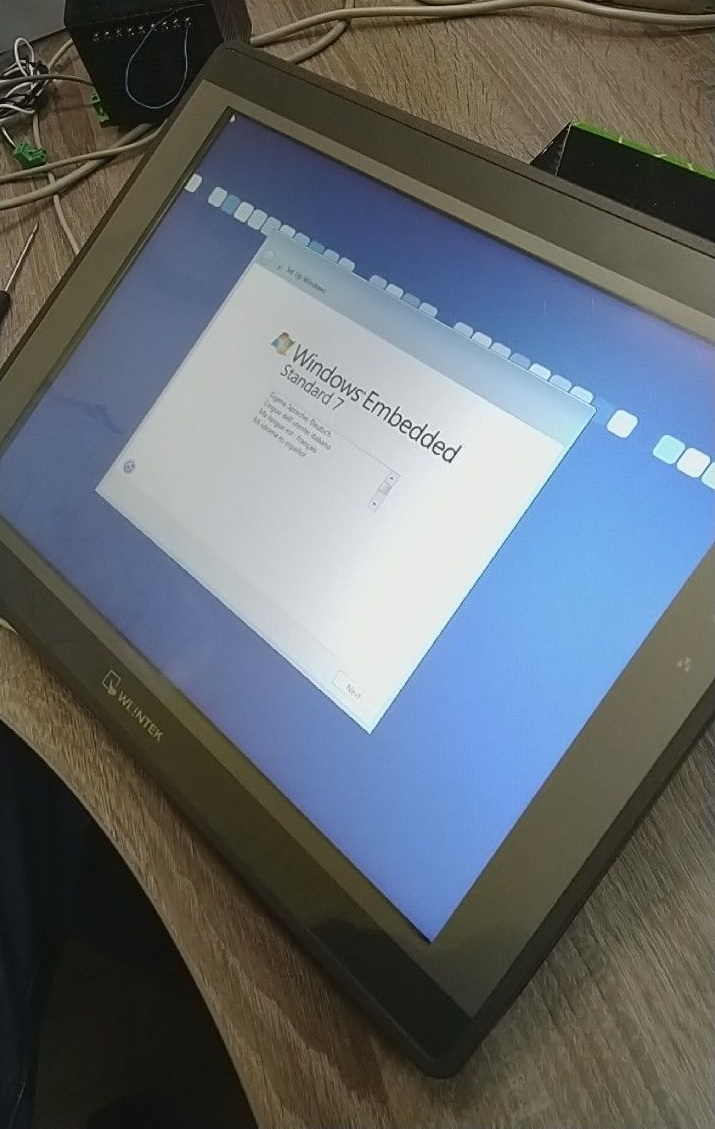 Set Up Windows
Windows® Embedded
Standard 7
Eigene Sprache: Deutsch
Lingua dell'utente: italiano
Ma langue est : français
Mi idioma es español
Next
WEINTEK